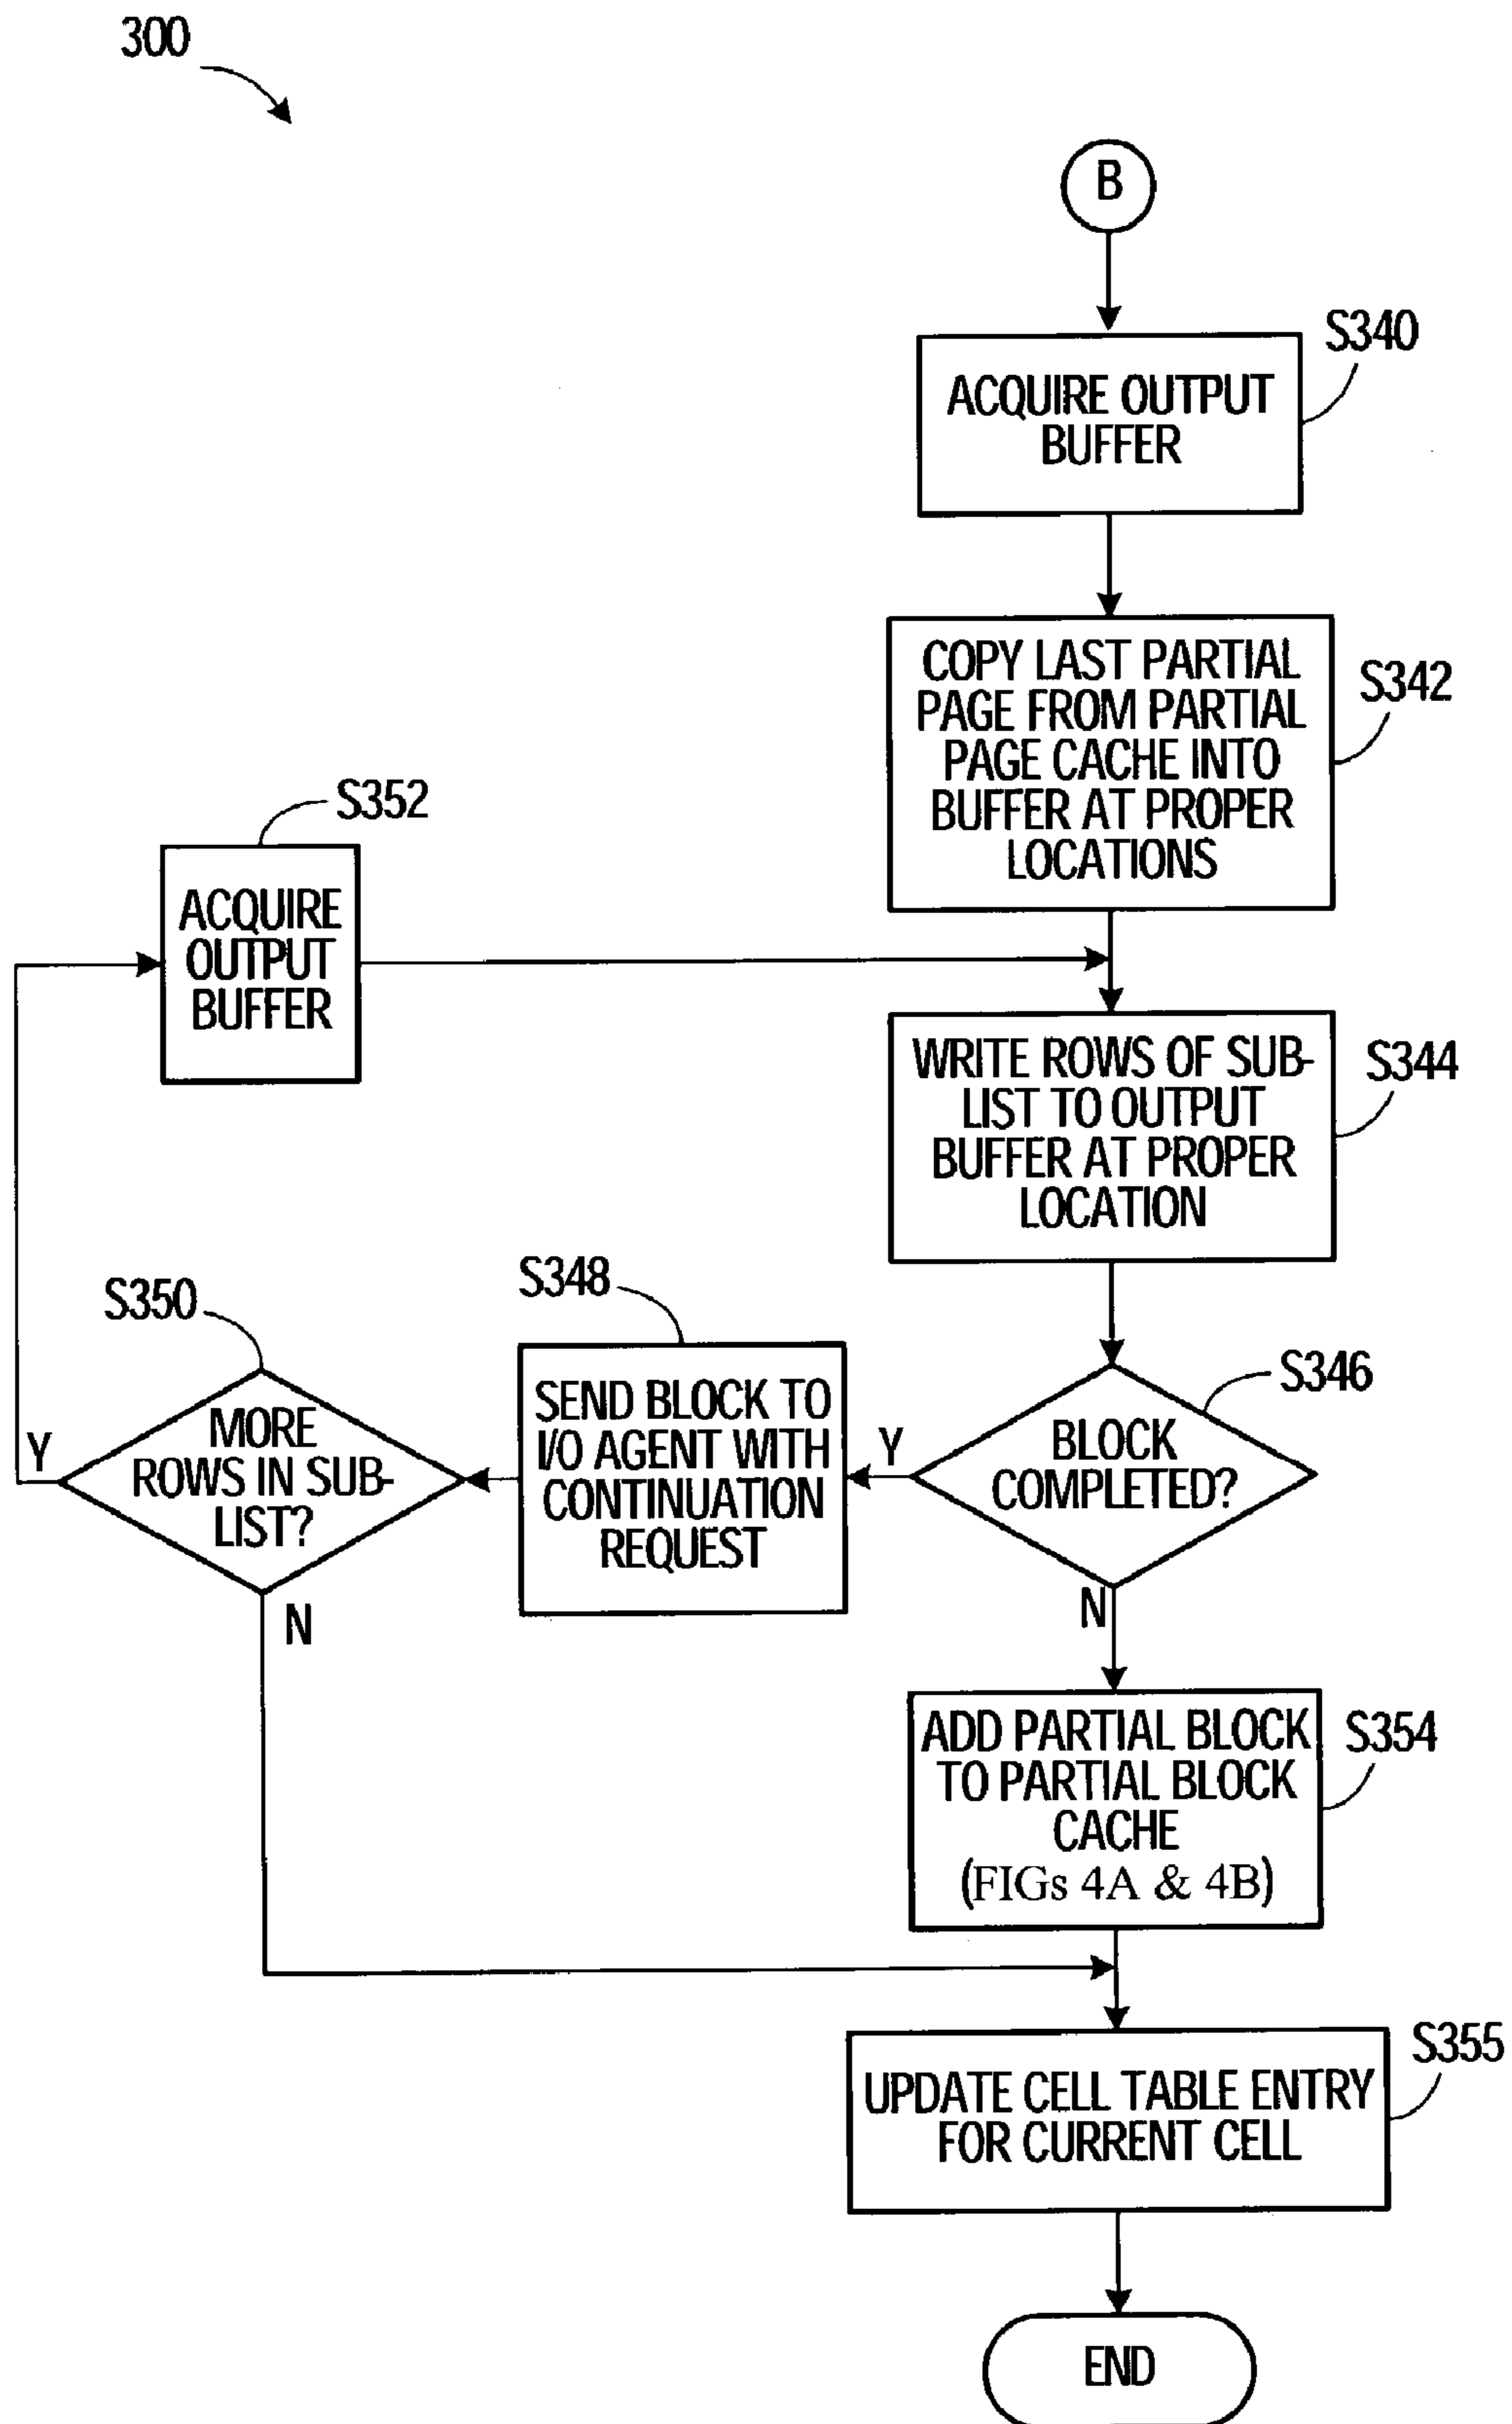 300
B
S340
ACQUIRE OUTPUT
BUFFER
S342
COPY LAST PARTIAL
PAGE FROM PARTIAL
PAGE CACHE INTO
BUFFER AT PROPER
LOCATIONS
S352
ACQUIRE
OUTPUT
BUFFER
S344
WRITE ROWS OF SUB-
LIST TO OUTPUT
BUFFER AT PROPER
LOCATION
S346
BLOCK
COMPLETED?
Y
N
S348
SEND BLOCK TO
I/O AGENT WITH
CONTINUATION
REQUEST
S350
MORE
ROWS IN SUB-
LIST?
Y
N
S354
ADD PARTIAL BLOCK
TO PARTIAL BLOCK
CACHE
(FIGs 4A & 4B)
S355
UPDATE CELL TABLE ENTRY
FOR CURRENT CELL
END